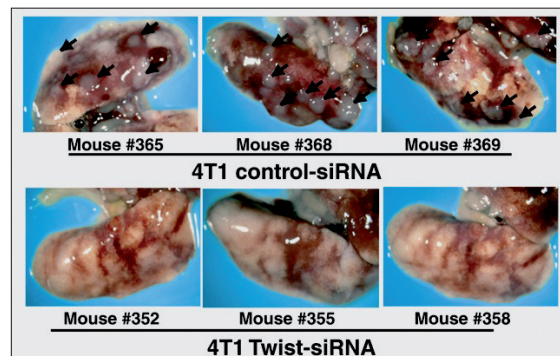 Mouse #365 Mouse #368 Mouse #369
4T1 control-siRNA
Mouse #352 Mouse #355 Mouse #358
4T1 Twist-siRNA